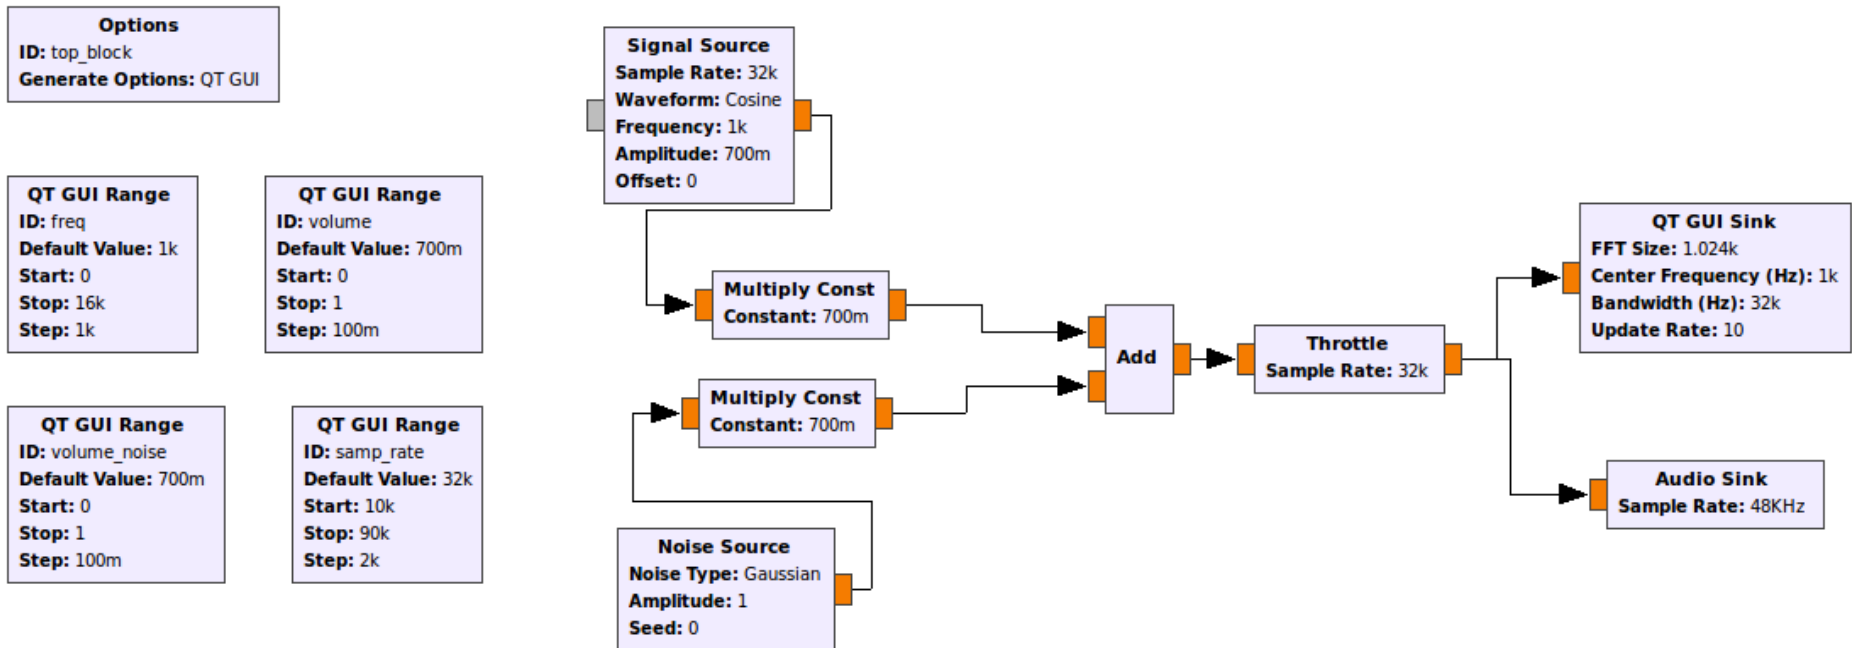 Options
ID: top_block
Generate Options: QT GUI
QT GUI Range
ID: freq
Default Value: 1k
Start: 0
Stop: 16k
Step: 1k
QT GUI Range
ID: volume
Default Value: 700m
Start: 0
Stop: 1
Step: 100m
QT GUI Range
ID: volume_noise
Default Value: 700m
Start: 0
Stop: 1
Step: 100m
QT GUI Range
ID: samp_rate
Default Value: 32k
Start: 10k
Stop: 90k
Step: 2k
Signal Source
Sample Rate: 32k
Waveform: Cosine
Frequency: 1k
Amplitude: 700m
Offset: 0
Multiply Const
Constant: 700m
Multiply Const
Constant: 700m
Noise Source
Noise Type: Gaussian
Amplitude: 1
Seed: 0
Add
Throttle
Sample Rate: 32k
QT GUI Sink
FFT Size: 1.024k
Center Frequency (Hz): 1k
Bandwidth (Hz): 32k
Update Rate: 10
Audio Sink
Sample Rate: 48KHz